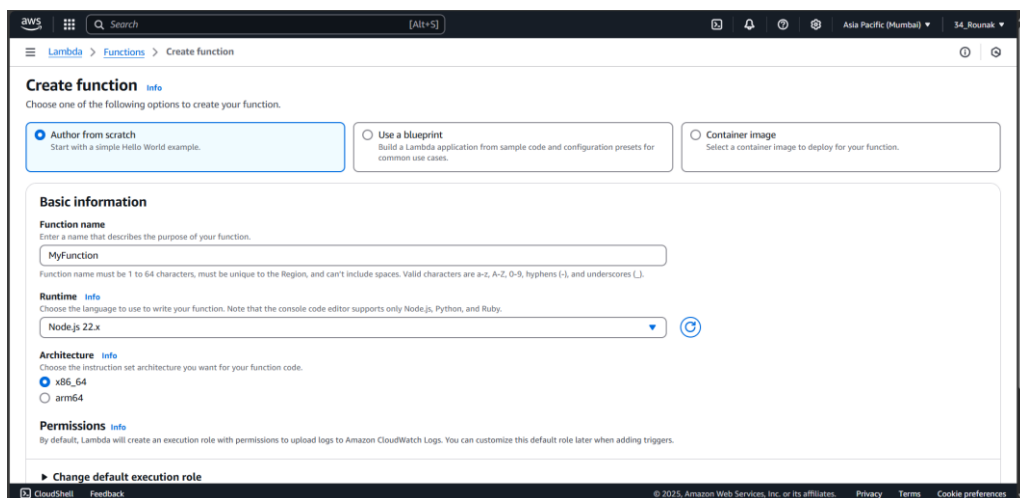 aws
Search [Alt+S]
Asia Pacific (Mumbai) ▼ 34_Rounak ▼
Lambda > Functions > Create function
Create function Info
Choose one of the following options to create your function.
Author from scratch
Start with a simple Hello World example.
Use a blueprint
Build a Lambda application from sample code and configuration presets for
common use cases.
Container image
Select a container image to deploy for your function.
Basic information
Function name
Enter a name that describes the purpose of your function.
MyFunction
Function name must be 1 to 64 characters, must be unique to the Region, and can't include spaces. Valid characters are a-z, A-Z, 0-9, hyphens (-), and underscores (_).
Runtime Info
Choose the language to use to write your function. Note that the console code editor supports only Node.js, Python, and Ruby.
Node.js 22.x
Architecture Info
Choose the instruction set architecture you want for your function code.
x86_64
arm64
Permissions Info
By default, Lambda will create an execution role with permissions to upload logs to Amazon CloudWatch Logs. You can customize this default role later when adding triggers.
Change default execution role
CloudShell Feedback © 2025, Amazon Web Services, Inc. or its affiliates. Privacy Terms Cookie preferences